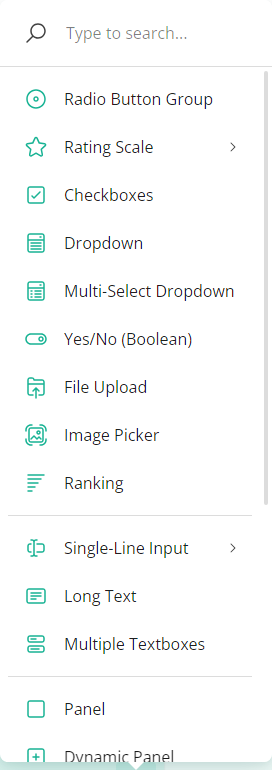 Type to search...
Radio Button Group
Rating Scale
Checkboxes
Dropdown
Multi-Select Dropdown
Yes/No (Boolean)
File Upload
Image Picker
Ranking
Single-Line Input
Long Text
Multiple Textboxes
Panel
Dynamic Panel